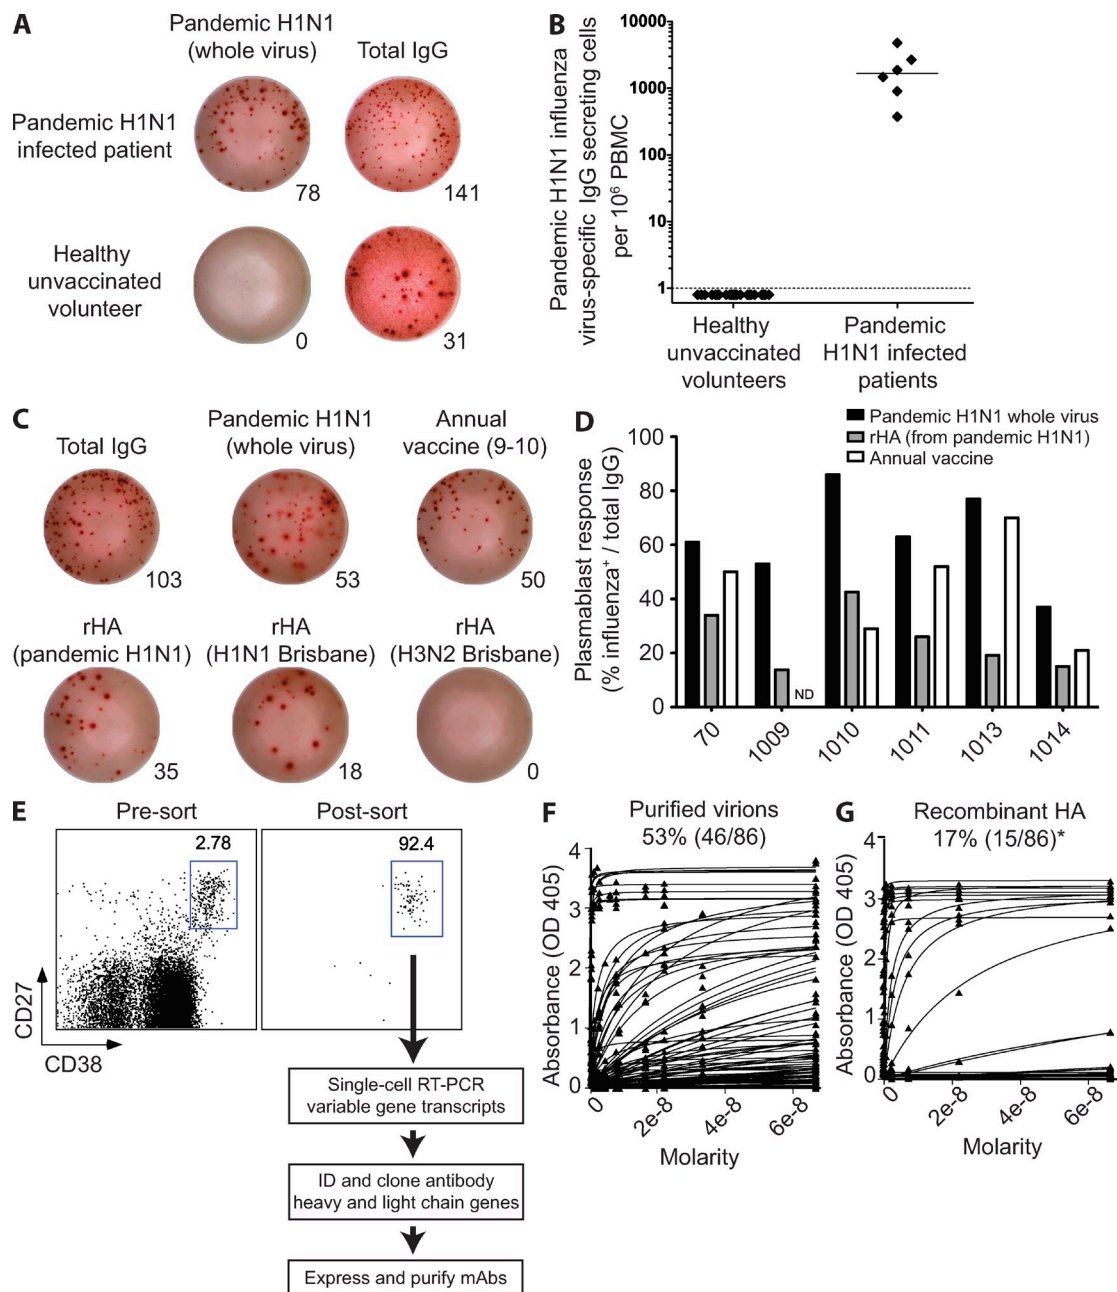 A
Pandemic H1N1
(whole virus)
Total IgG
Pandemic H1N1
infected patient
78
141
Healthy
unvaccinated
volunteer
0
31
B
Pandemic H1N1 influenza
virus-specific IgG secreting cells
per 10⁶ PBMC
10000
1000
100
10
1
Healthy
unvaccinated
volunteers
Pandemic
H1N1 infected
patients
C
Total IgG
Pandemic H1N1
(whole virus)
Annual
vaccine (9-10)
103
53
50
rHA
(pandemic H1N1)
rHA
(H1N1 Brisbane)
rHA
(H3N2 Brisbane)
35
18
0
D
Pandemic H1N1 whole virus
rHA (from pandemic H1N1)
Annual vaccine
Plasmablast response
(% influenza⁺ / total IgG)
100
80
60
40
20
0
ND
70
1009
1010
1011
1013
1014
E
Pre-sort
Post-sort
2.78
92.4
CD27
CD38
Single-cell RT-PCR
variable gene transcripts
ID and clone antibody
heavy and light chain genes
Express and purify mAbs
F
Purified virions
53% (46/86)
Absorbance (OD 405)
4
3
2
1
0
0
2e-8
4e-8
6e-8
Molarity
G
Recombinant HA
17% (15/86)*
Absorbance (OD 405)
4
3
2
1
0
0
2e-8
4e-8
6e-8
Molarity